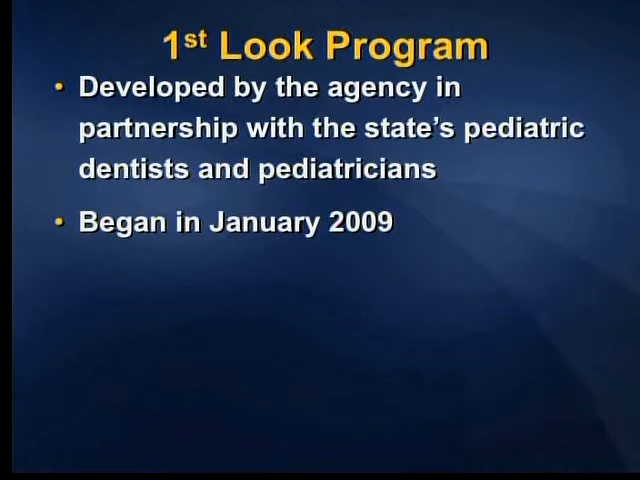 1st Look Program
• Developed by the agency in
partnership with the state's pediatric
dentists and pediatricians
• Began in January 2009